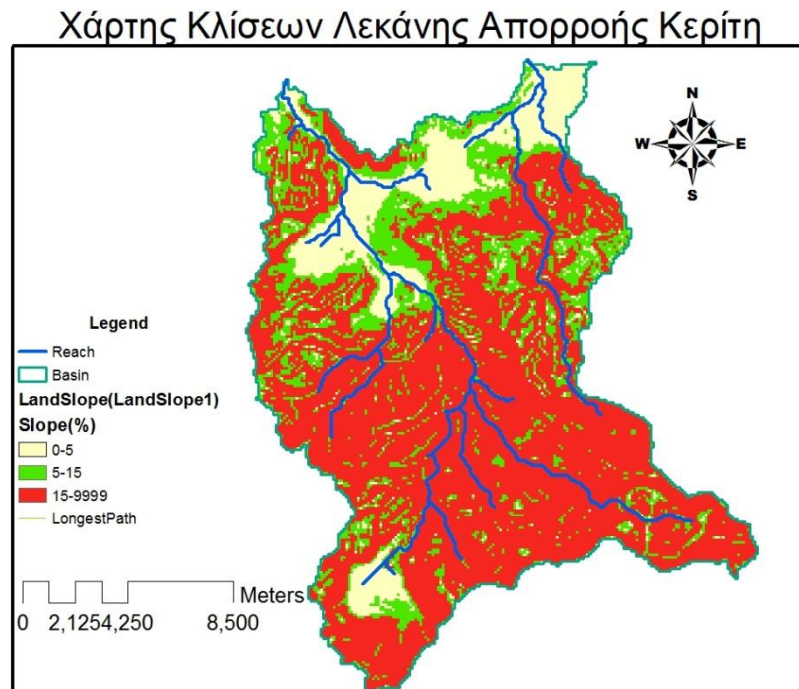 Χάρτης Κλίσεων Λεκάνης Απορροής Κερίτη
N
W
E
S
Legend
Reach
Basin
LandSlope(LandSlope1)
Slope(%)
0-5
5-15
15-9999
LongestPath
Meters
0 2,1254,250 8,500